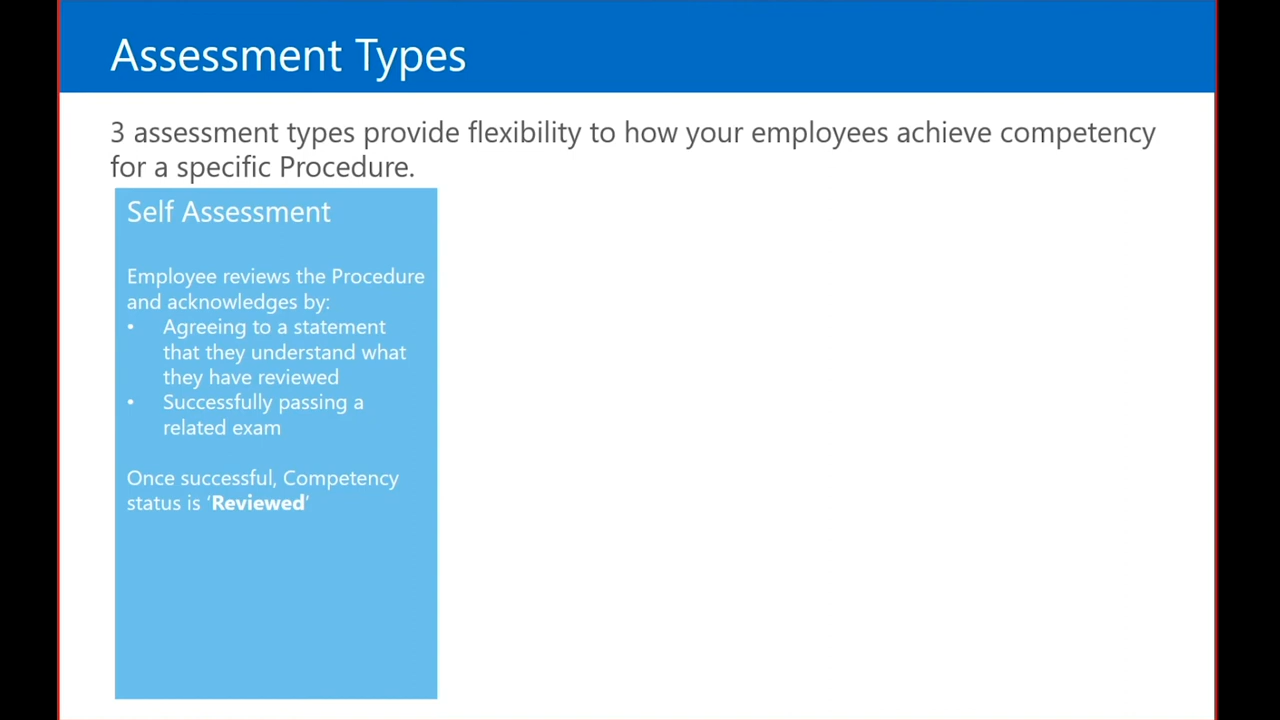 Assessment Types
3 assessment types provide flexibility to how your employees achieve competency
for a specific Procedure.
Self Assessment
Employee reviews the Procedure
and acknowledges by:
• Agreeing to a statement
that they understand what
they have reviewed
• Successfully passing a
related exam
Once successful, Competency
status is ‘Reviewed’